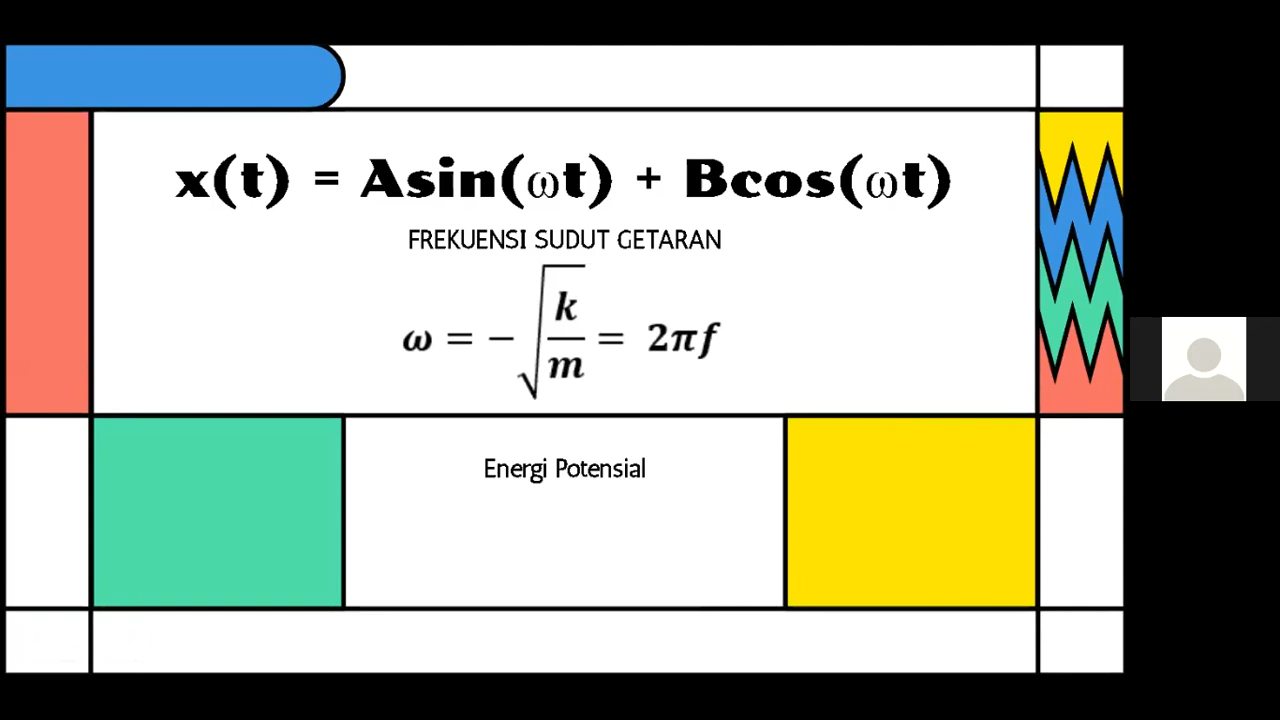 x(t) = Asin(ωt) + Bcos(ωt)
FREKUENSI SUDUT GETARAN
ω = −√(k/m) = 2πf
Energi Potensial